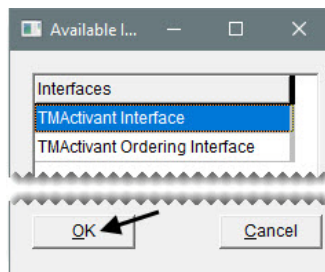 Available I...
Interfaces
TMActivant Interface
TMActivant Ordering Interface
OK
Cancel